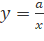 y = a/x